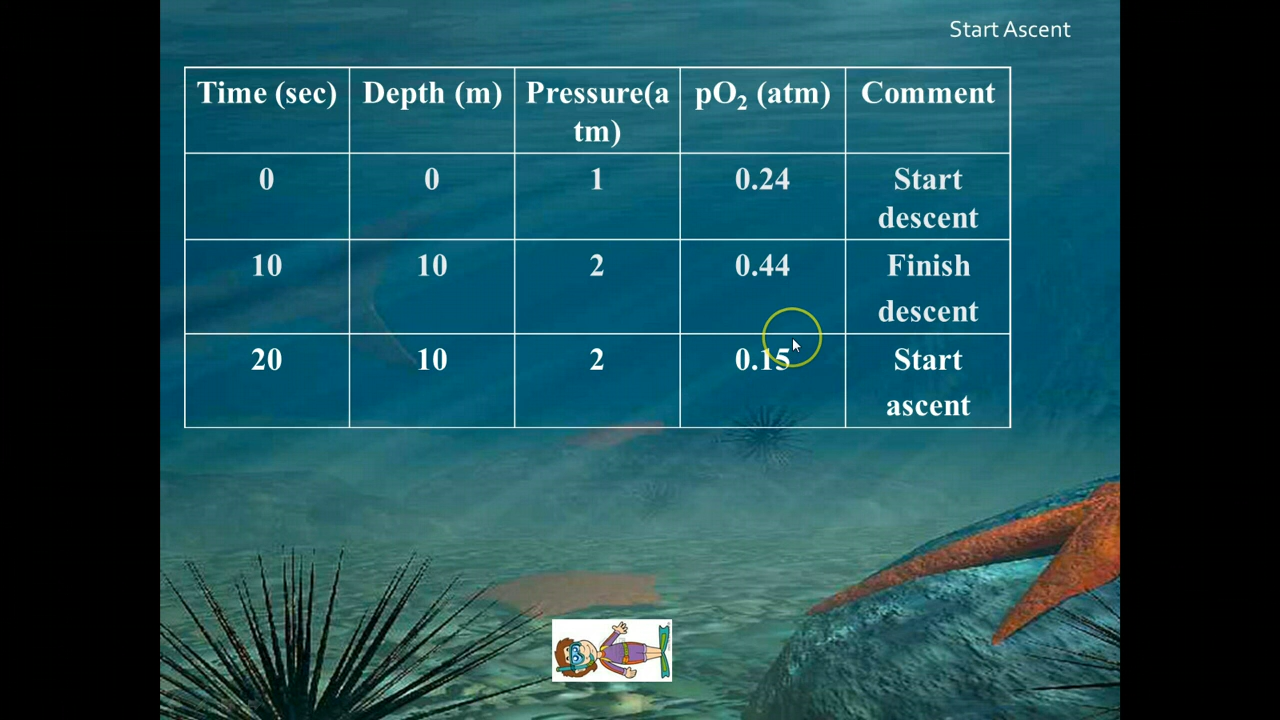 Start Ascent
Time (sec) Depth (m) Pressure(a pO₂ (atm) Comment
tm)
0 0 1 0.24 Start
descent
10 10 2 0.44 Finish
descent
20 10 2 0.15 Start
ascent